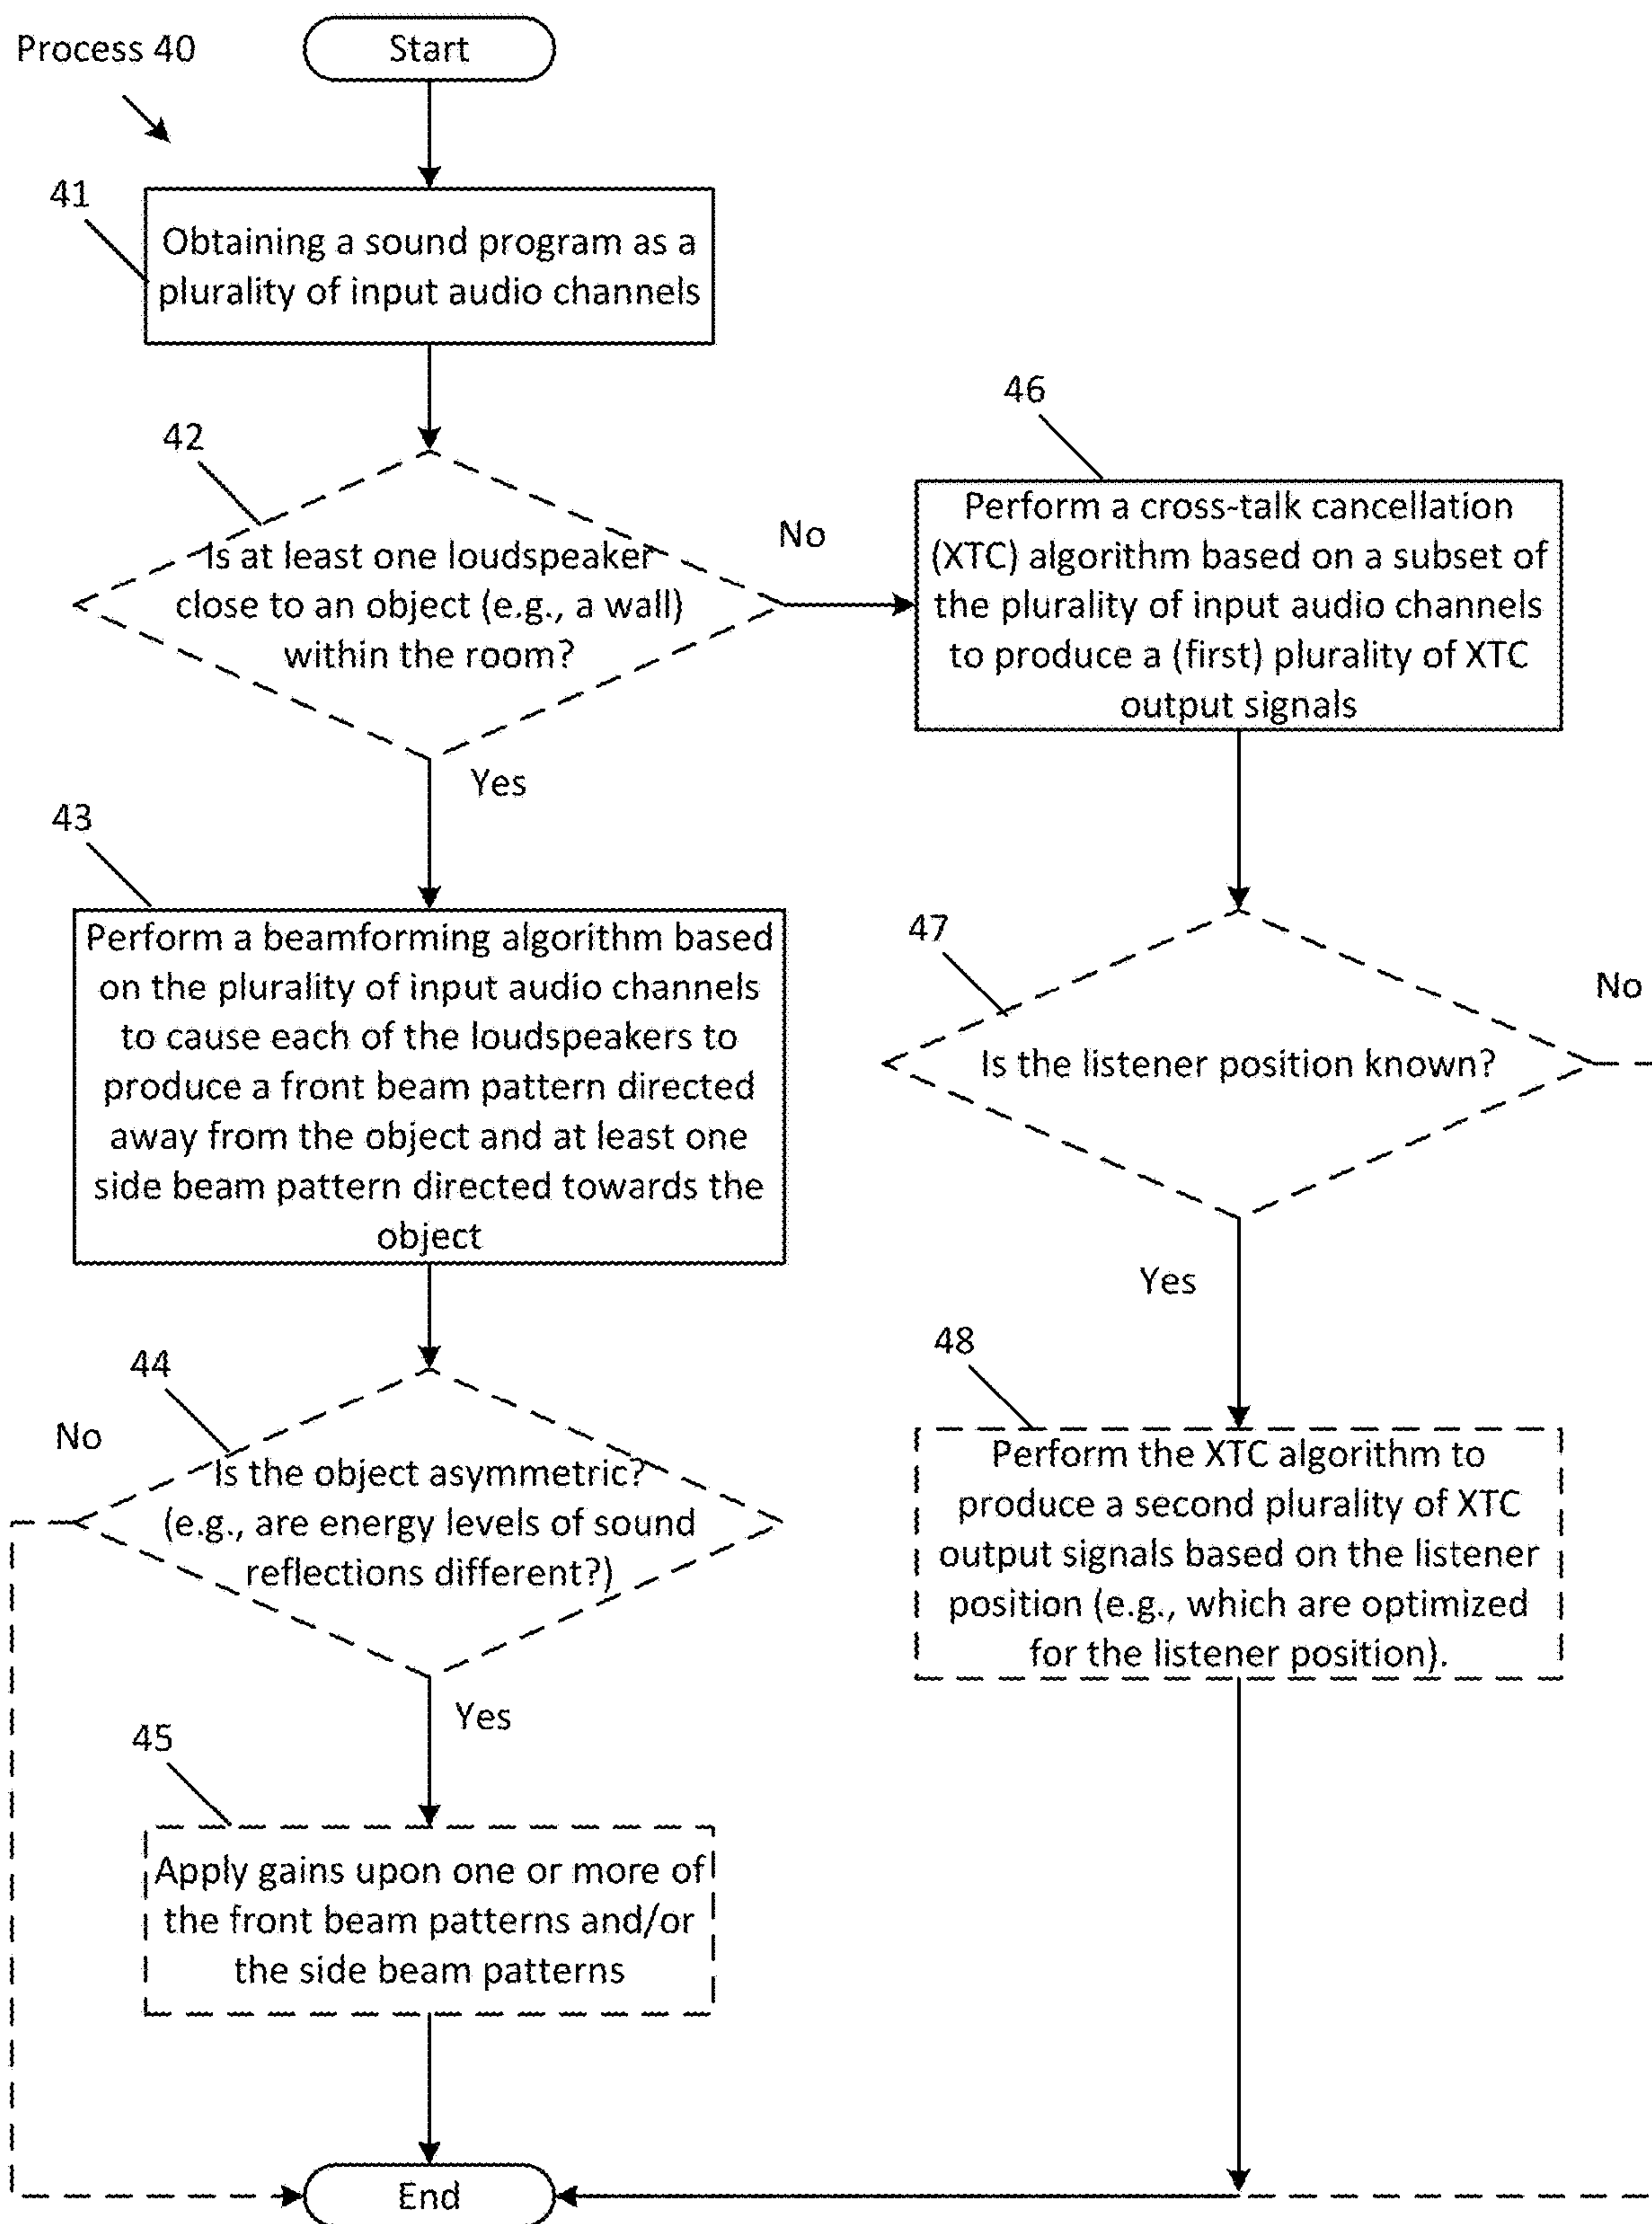 Process 40
Start
41
Obtaining a sound program as a
plurality of input audio channels
42
Is at least one loudspeaker
close to an object (e.g., a wall)
within the room?
No
Yes
46
Perform a cross-talk cancellation
(XTC) algorithm based on a subset of
the plurality of input audio channels
to produce a (first) plurality of XTC
output signals
43
Perform a beamforming algorithm based
on the plurality of input audio channels
to cause each of the loudspeakers to
produce a front beam pattern directed
away from the object and at least one
side beam pattern directed towards the
object
47
Is the listener position known?
No
Yes
44
No
Is the object asymmetric?
(e.g., are energy levels of sound
reflections different?)
Yes
48
Perform the XTC algorithm to
produce a second plurality of XTC
output signals based on the listener
position (e.g., which are optimized
for the listener position).
45
Apply gains upon one or more of
the front beam patterns and/or
the side beam patterns
End